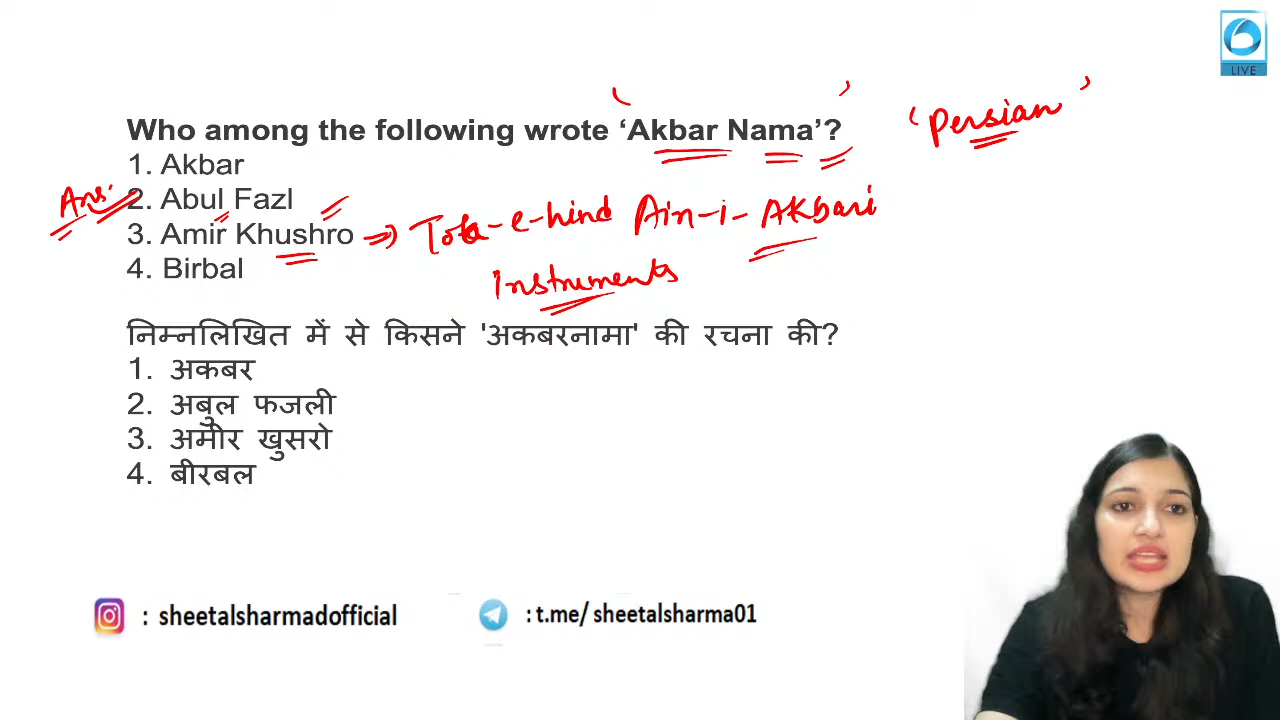 LIVE
‘ ’ ‘Persian’
Who among the following wrote ‘Akbar Nama’?
1. Akbar
Ans. 2. Abul Fazl
3. Amir Khushro ⇒ Tota-e-hind Ain-i-Akbari
Instruments
4. Birbal
निम्नलिखित में से किसने 'अकबरनामा' की रचना की?
1. अकबर
2. अबुल फजली
3. अमीर खुसरो
4. बीरबल
: sheetalsharmadofficial : t.me/ sheetalsharma01